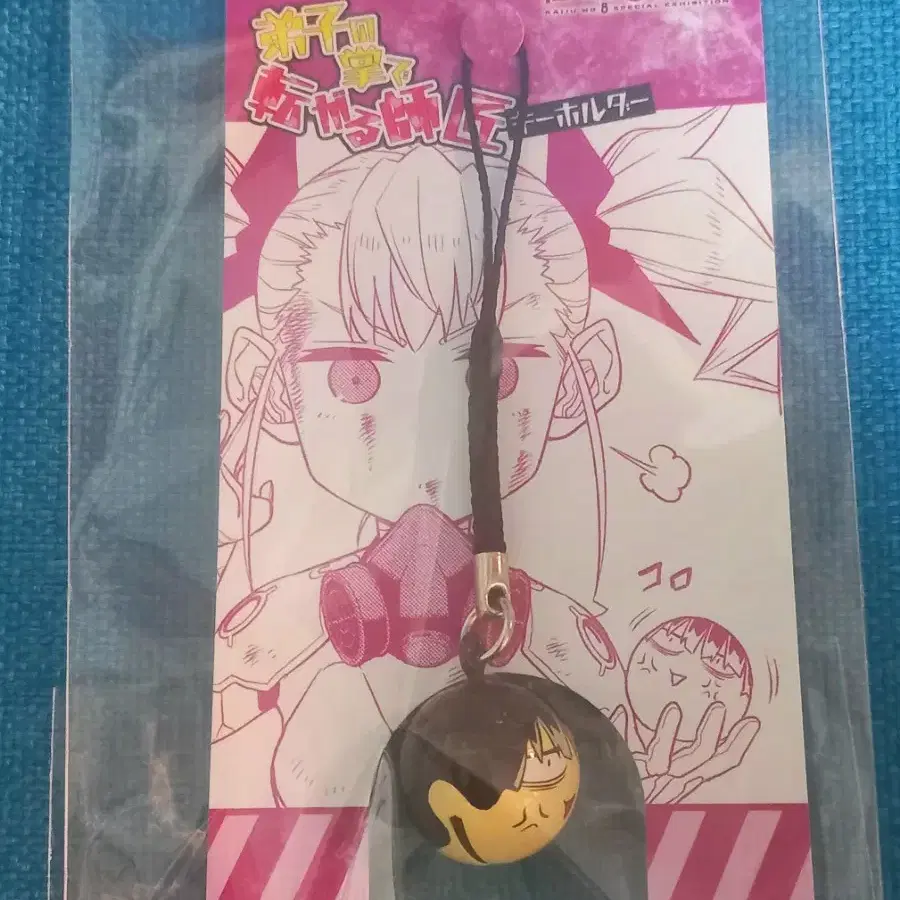 KAIJU NO 8 SPECIAL EXHIBITION
弟子の
掌で
転がる師匠
キーホルダー
コロ